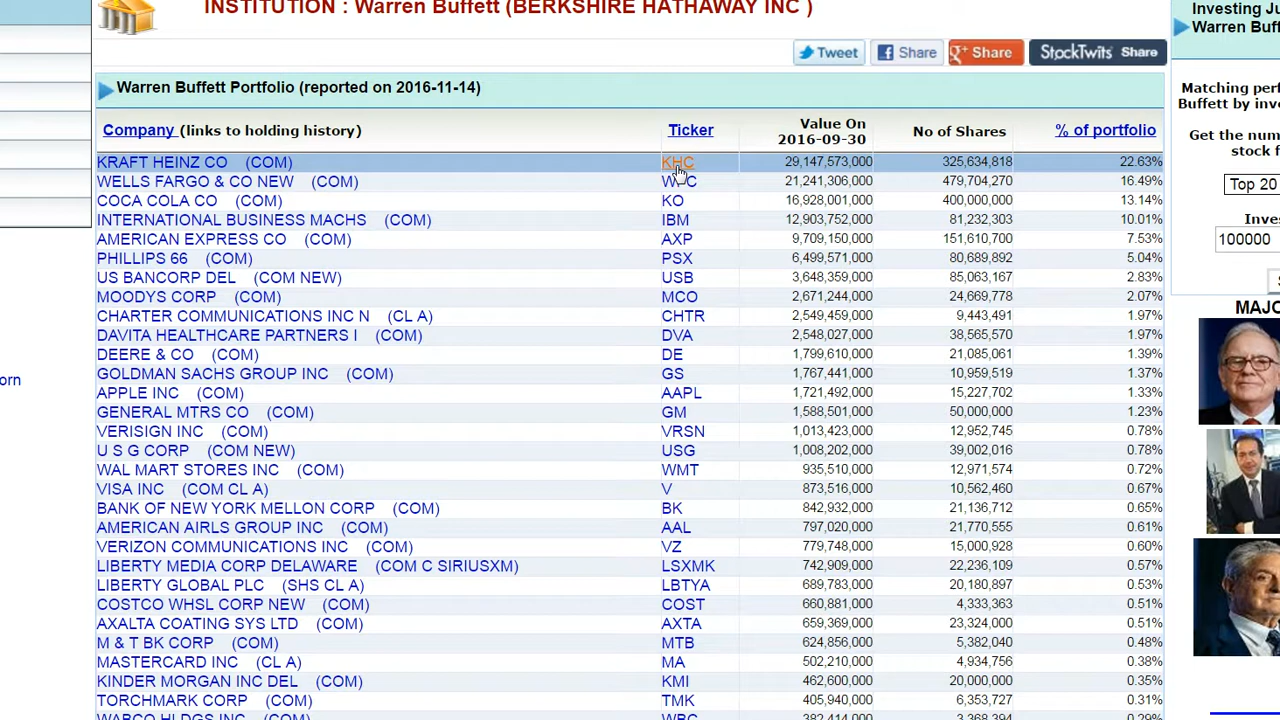 INSTITUTION : Warren Buffett (BERKSHIRE HATHAWAY INC )
Investing Ju
Warren Buff
Tweet Share Share StockTwits Share
Warren Buffett Portfolio (reported on 2016-11-14)
Matching perf
Buffett by inve
Get the num
stock f
Top 20
Inves
100000
S
MAJO
orn
Company (links to holding history) Ticker Value On 2016-09-30 No of Shares % of portfolio
KRAFT HEINZ CO (COM) KHC 29,147,573,000 325,634,818 22.63%
WELLS FARGO & CO NEW (COM) WFC 21,241,306,000 479,704,270 16.49%
COCA COLA CO (COM) KO 16,928,001,000 400,000,000 13.14%
INTERNATIONAL BUSINESS MACHS (COM) IBM 12,903,752,000 81,232,303 10.01%
AMERICAN EXPRESS CO (COM) AXP 9,709,150,000 151,610,700 7.53%
PHILLIPS 66 (COM) PSX 6,499,571,000 80,689,892 5.04%
US BANCORP DEL (COM NEW) USB 3,648,359,000 85,063,167 2.83%
MOODYS CORP (COM) MCO 2,671,244,000 24,669,778 2.07%
CHARTER COMMUNICATIONS INC N (CL A) CHTR 2,549,459,000 9,443,491 1.97%
DAVITA HEALTHCARE PARTNERS I (COM) DVA 2,548,027,000 38,565,570 1.97%
DEERE & CO (COM) DE 1,799,610,000 21,085,061 1.39%
GOLDMAN SACHS GROUP INC (COM) GS 1,767,441,000 10,959,519 1.37%
APPLE INC (COM) AAPL 1,721,492,000 15,227,702 1.33%
GENERAL MTRS CO (COM) GM 1,588,501,000 50,000,000 1.23%
VERISIGN INC (COM) VRSN 1,013,423,000 12,952,745 0.78%
U S G CORP (COM NEW) USG 1,008,202,000 39,002,016 0.78%
WAL MART STORES INC (COM) WMT 935,510,000 12,971,574 0.72%
VISA INC (COM CL A) V 873,516,000 10,562,460 0.67%
BANK OF NEW YORK MELLON CORP (COM) BK 842,932,000 21,136,712 0.65%
AMERICAN AIRLS GROUP INC (COM) AAL 797,020,000 21,770,555 0.61%
VERIZON COMMUNICATIONS INC (COM) VZ 779,748,000 15,000,928 0.60%
LIBERTY MEDIA CORP DELAWARE (COM C SIRIUSXM) LSXMK 742,909,000 22,236,109 0.57%
LIBERTY GLOBAL PLC (SHS CL A) LBTYA 689,783,000 20,180,897 0.53%
COSTCO WHSL CORP NEW (COM) COST 660,881,000 4,333,363 0.51%
AXALTA COATING SYS LTD (COM) AXTA 659,369,000 23,324,000 0.51%
M & T BK CORP (COM) MTB 624,856,000 5,382,040 0.48%
MASTERCARD INC (CL A) MA 502,210,000 4,934,756 0.38%
KINDER MORGAN INC DEL (COM) KMI 462,600,000 20,000,000 0.35%
TORCHMARK CORP (COM) TMK 405,940,000 6,353,727 0.31%
WABCO HLDGS INC (COM) WBC 382,414,000 3,368,394 0.29%